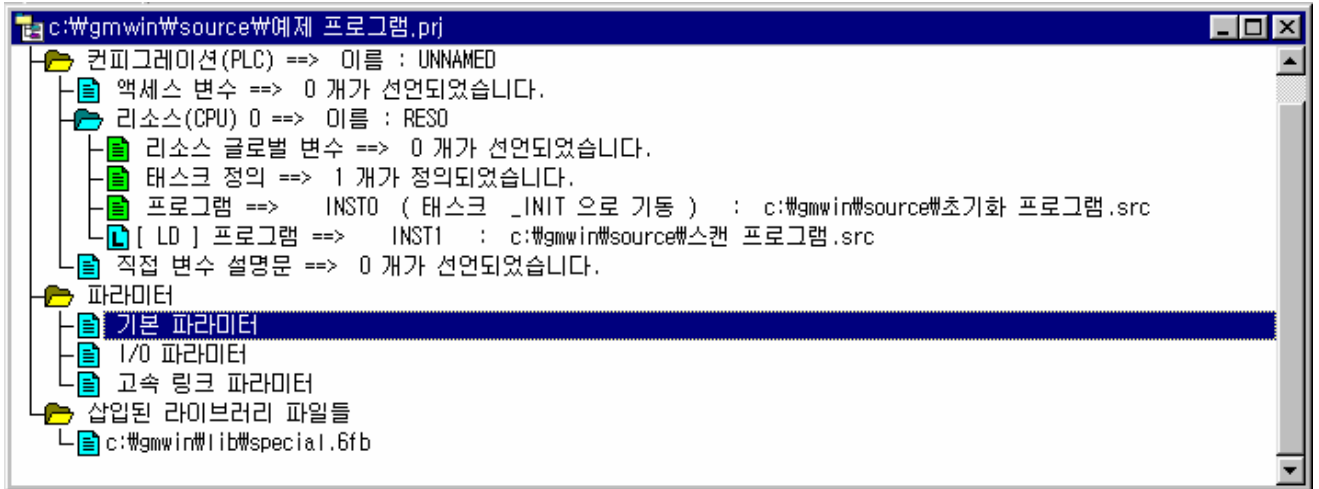 c:₩gmwin₩source₩예제 프로그램.prj
컨피그레이션(PLC) ==> 이름 : UNNAMED
액세스 변수 ==> 0 개가 선언되었습니다.
리소스(CPU) 0 ==> 이름 : RES0
리소스 글로벌 변수 ==> 0 개가 선언되었습니다.
태스크 정의 ==> 1 개가 정의되었습니다.
프로그램 ==> INST0 ( 태스크 _INIT 으로 기동 ) : c:₩gmwin₩source₩초기화 프로그램.src
L [ LD ] 프로그램 ==> INST1 : c:₩gmwin₩source₩스캔 프로그램.src
직접 변수 설명문 ==> 0 개가 선언되었습니다.
파라미터
기본 파라미터
I/O 파라미터
고속 링크 파라미터
삽입된 라이브러리 파일들
c:₩gmwin₩lib₩special.6fb